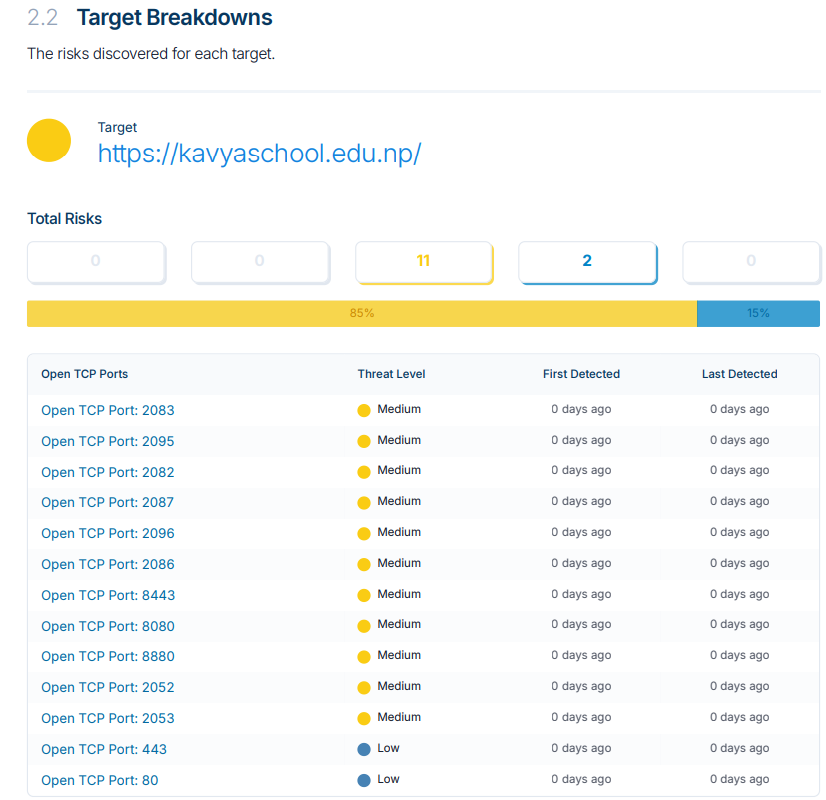 2.2 Target Breakdowns
The risks discovered for each target.
Target
https://kavyaschool.edu.np/
Total Risks
0 0 11 2 0
85% 15%
Open TCP Ports Threat Level First Detected Last Detected
Open TCP Port: 2083 Medium 0 days ago 0 days ago
Open TCP Port: 2095 Medium 0 days ago 0 days ago
Open TCP Port: 2082 Medium 0 days ago 0 days ago
Open TCP Port: 2087 Medium 0 days ago 0 days ago
Open TCP Port: 2096 Medium 0 days ago 0 days ago
Open TCP Port: 2086 Medium 0 days ago 0 days ago
Open TCP Port: 8443 Medium 0 days ago 0 days ago
Open TCP Port: 8080 Medium 0 days ago 0 days ago
Open TCP Port: 8880 Medium 0 days ago 0 days ago
Open TCP Port: 2052 Medium 0 days ago 0 days ago
Open TCP Port: 2053 Medium 0 days ago 0 days ago
Open TCP Port: 443 Low 0 days ago 0 days ago
Open TCP Port: 80 Low 0 days ago 0 days ago